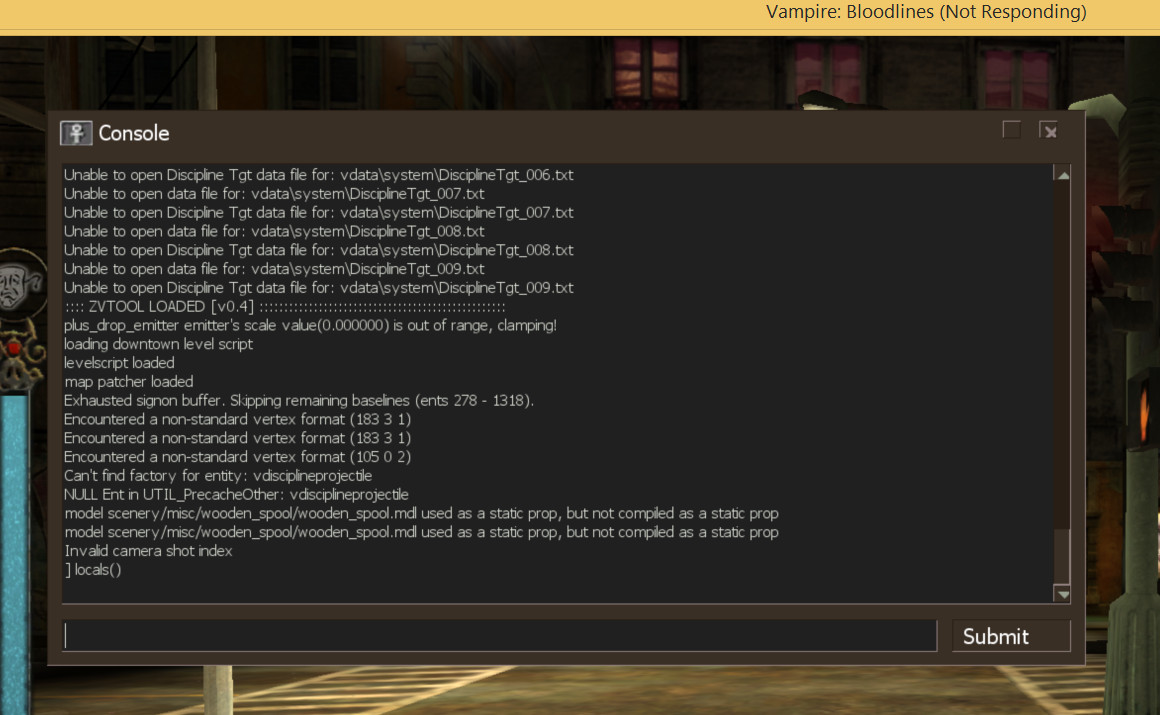 Vampire: Bloodlines (Not Responding)
Console
Unable to open Discipline Tgt data file for: vdata\system\DisciplineTgt_006.txt
Unable to open data file for: vdata\system\DisciplineTgt_007.txt
Unable to open Discipline Tgt data file for: vdata\system\DisciplineTgt_007.txt
Unable to open data file for: vdata\system\DisciplineTgt_008.txt
Unable to open Discipline Tgt data file for: vdata\system\DisciplineTgt_008.txt
Unable to open data file for: vdata\system\DisciplineTgt_009.txt
Unable to open Discipline Tgt data file for: vdata\system\DisciplineTgt_009.txt
:::: ZVTOOL LOADED [v0.4] ::::::::::::::::::::::::::::::::::::::::::::::::::
plus_drop_emitter emitter's scale value(0.000000) is out of range, clamping!
loading downtown level script
levelscript loaded
map patcher loaded
Exhausted signon buffer. Skipping remaining baselines (ents 278 - 1318).
Encountered a non-standard vertex format (183 3 1)
Encountered a non-standard vertex format (183 3 1)
Encountered a non-standard vertex format (105 0 2)
Can't find factory for entity: vdisciplineprojectile
NULL Ent in UTIL_PrecacheOther: vdisciplineprojectile
model scenery/misc/wooden_spool/wooden_spool.mdl used as a static prop, but not compiled as a static prop
model scenery/misc/wooden_spool/wooden_spool.mdl used as a static prop, but not compiled as a static prop
Invalid camera shot index
] locals()
Submit